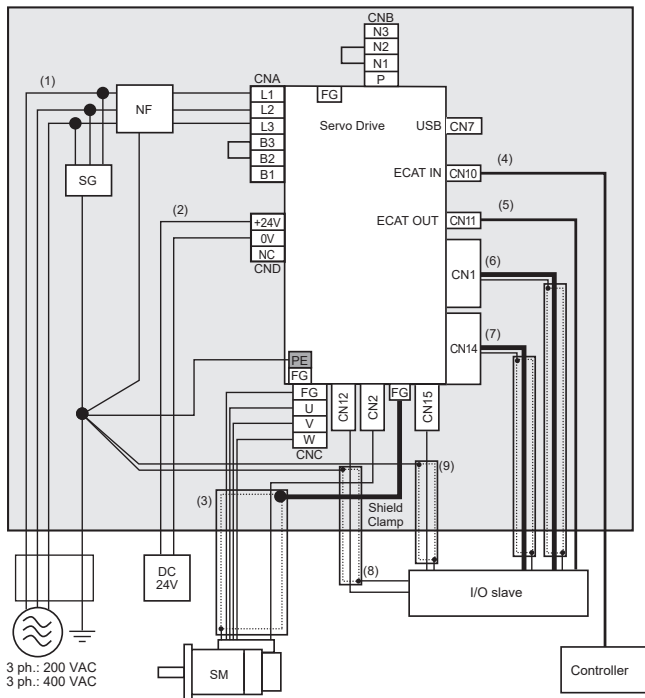 CNB
N3
N2
N1
P
(1)
CNA
NF
L1
L2
L3
B3
B2
B1
FG
Servo Drive
USB CN7
ECAT IN CN10
(4)
SG
(2)
ECAT OUT CN11
(5)
+24V
0V
NC
CND
CN1
(6)
CN14
(7)
PE
FG
FG
U
V
W
CNC
CN12
CN2
FG
CN15
(9)
(3)
Shield
Clamp
(8)
DC
24V
I/O slave
3 ph.: 200 VAC
3 ph.: 400 VAC
SM
Controller